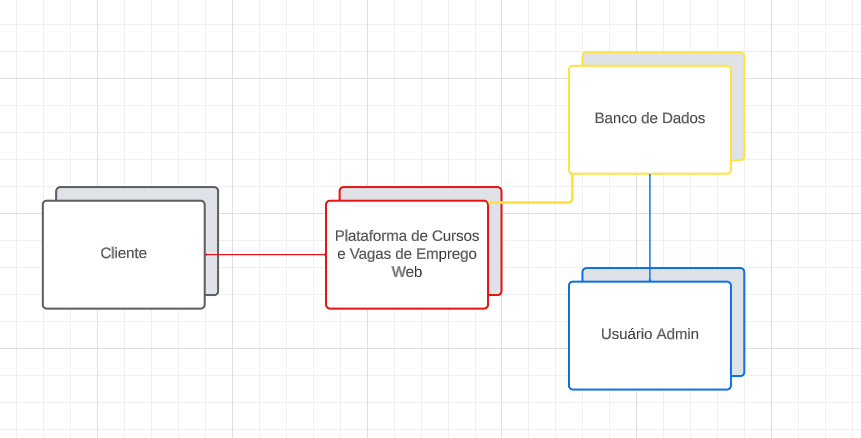 Banco de Dados
Cliente
Plataforma de Cursos
e Vagas de Emprego
Web
Usuário Admin